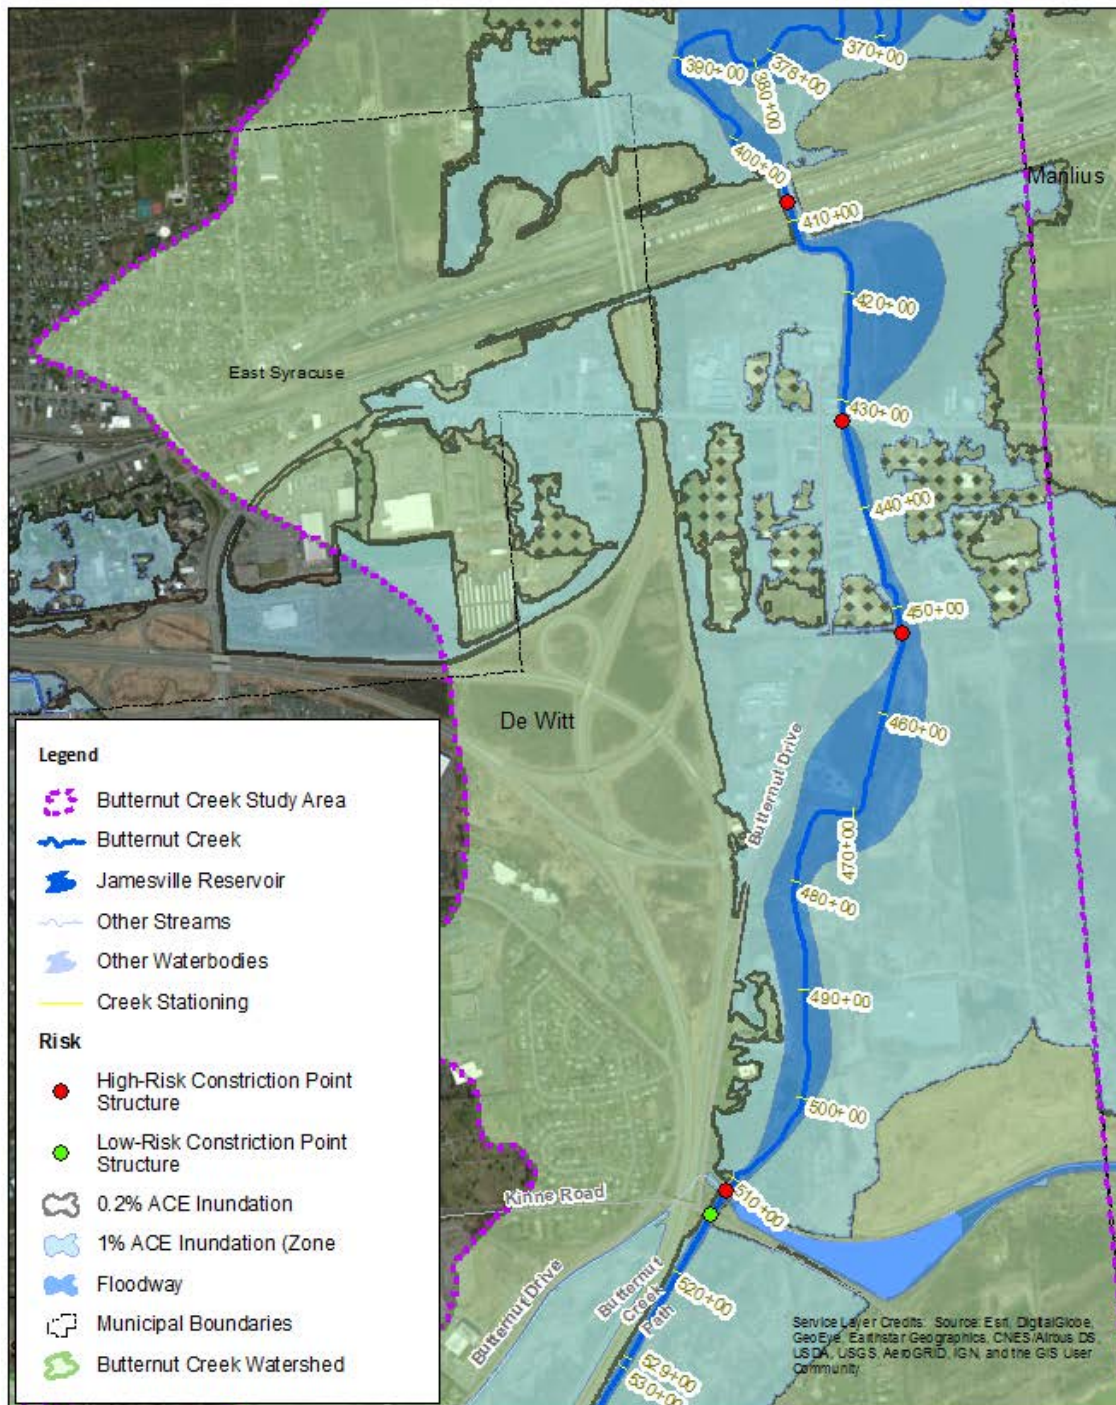 370+00
378+00
380+00
390+00
400+00
Manlius
410+00
420+00
East Syracuse
430+00
440+00
450+00
De Witt
460+00
Butternut Drive
470+00
480+00
490+00
500+00
Kinne Road
510+00
Butternut Drive
Butternut
Creek
Path
520+00
529+00
530+00
Legend
Butternut Creek Study Area
Butternut Creek
Jamesville Reservoir
Other Streams
Other Waterbodies
Creek Stationing
Risk
High-Risk Constriction Point
Structure
Low-Risk Constriction Point
Structure
0.2% ACE Inundation
1% ACE Inundation (Zone
Floodway
Municipal Boundaries
Butternut Creek Watershed
Service Layer Credits: Source: Esri, DigitalGlobe,
GeoEye, Earthstar Geographics, CNES/Airbus DS,
USDA, USGS, AeroGRID, IGN, and the GIS User
Community